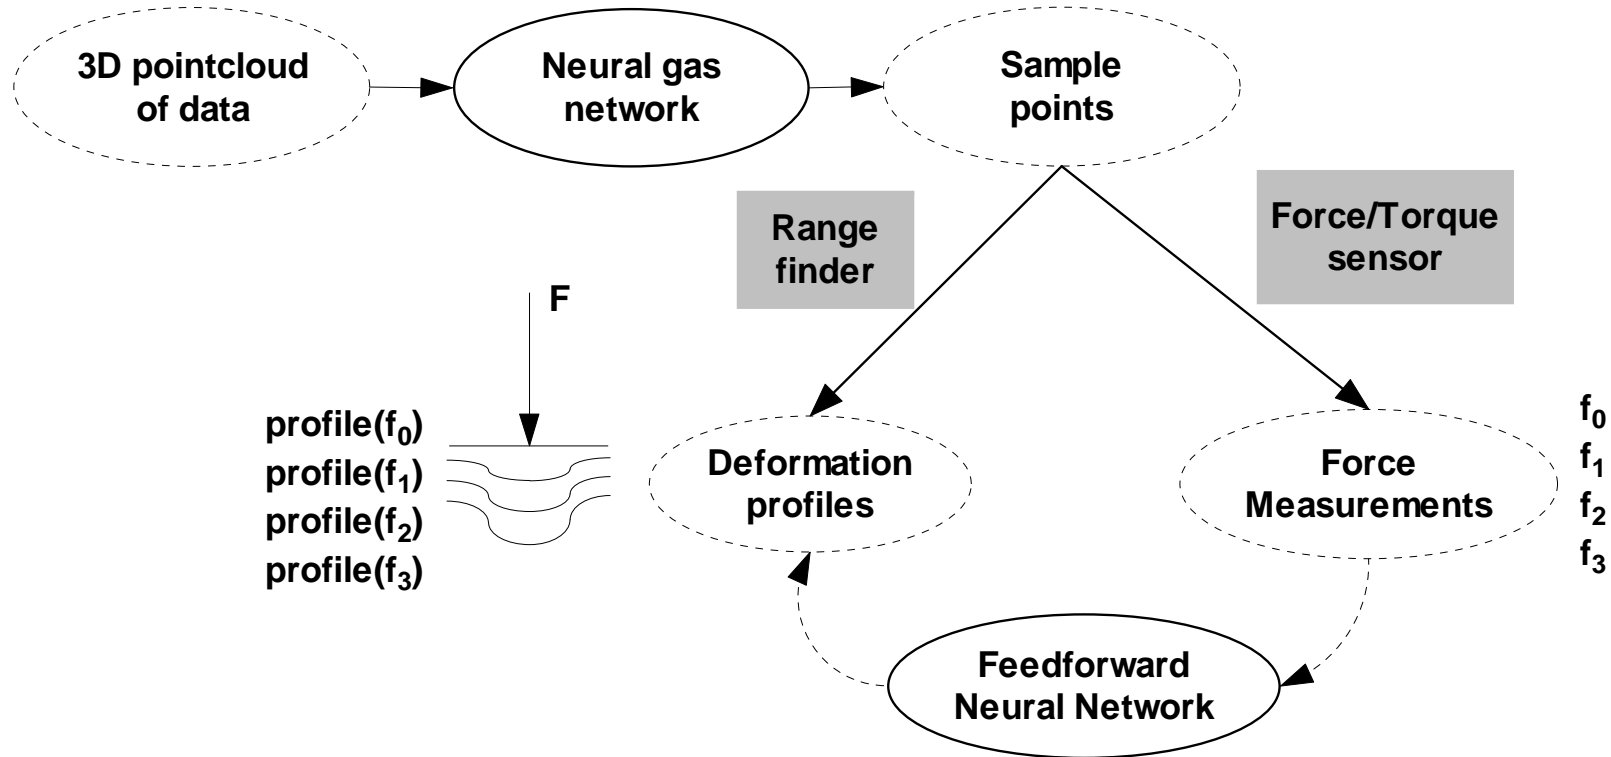 3D pointcloud
of data
Neural gas
network
Sample
points
Range
finder
Force/Torque
sensor
F
profile(f0)
profile(f1)
profile(f2)
profile(f3)
Deformation
profiles
Force
Measurements
f0
f1
f2
f3
Feedforward
Neural Network